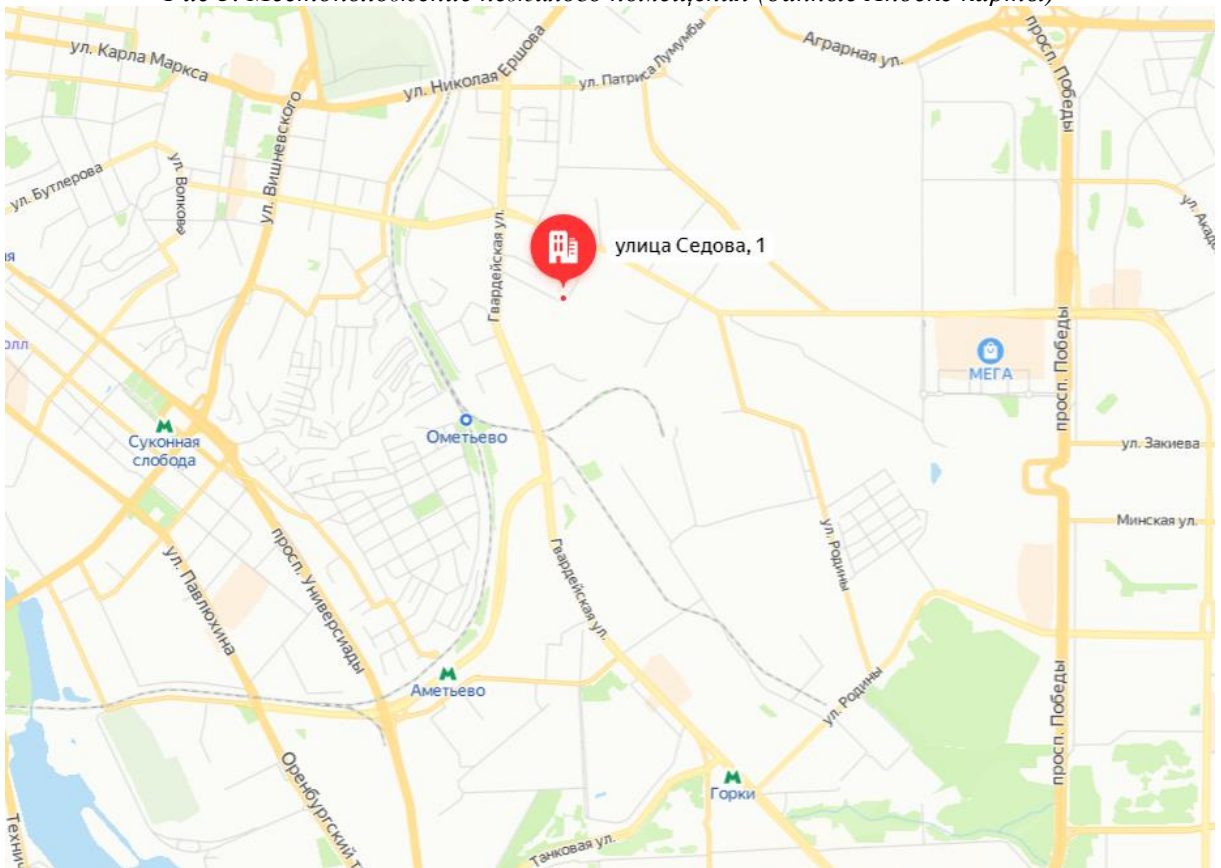 ул. Карла Маркса
ул. Николая Ершова
ул. Патриса Лумумбы
Аграрная ул.
просп. Победы
ул. Вишневского
ул. Бутлерова
ул. Волкова
Гвардейская ул.
улица Седова, 1
просп. Победы
МЕГА
Суконная
слобода
Ометьево
ул. Закиева
Минская ул.
ул. Родины
просп. Универсиады
ул. Павлюхина
Гвардейская ул.
Аметьево
ул. Родины
просп. Победы
Горки
Оренбургский
Танковая ул.